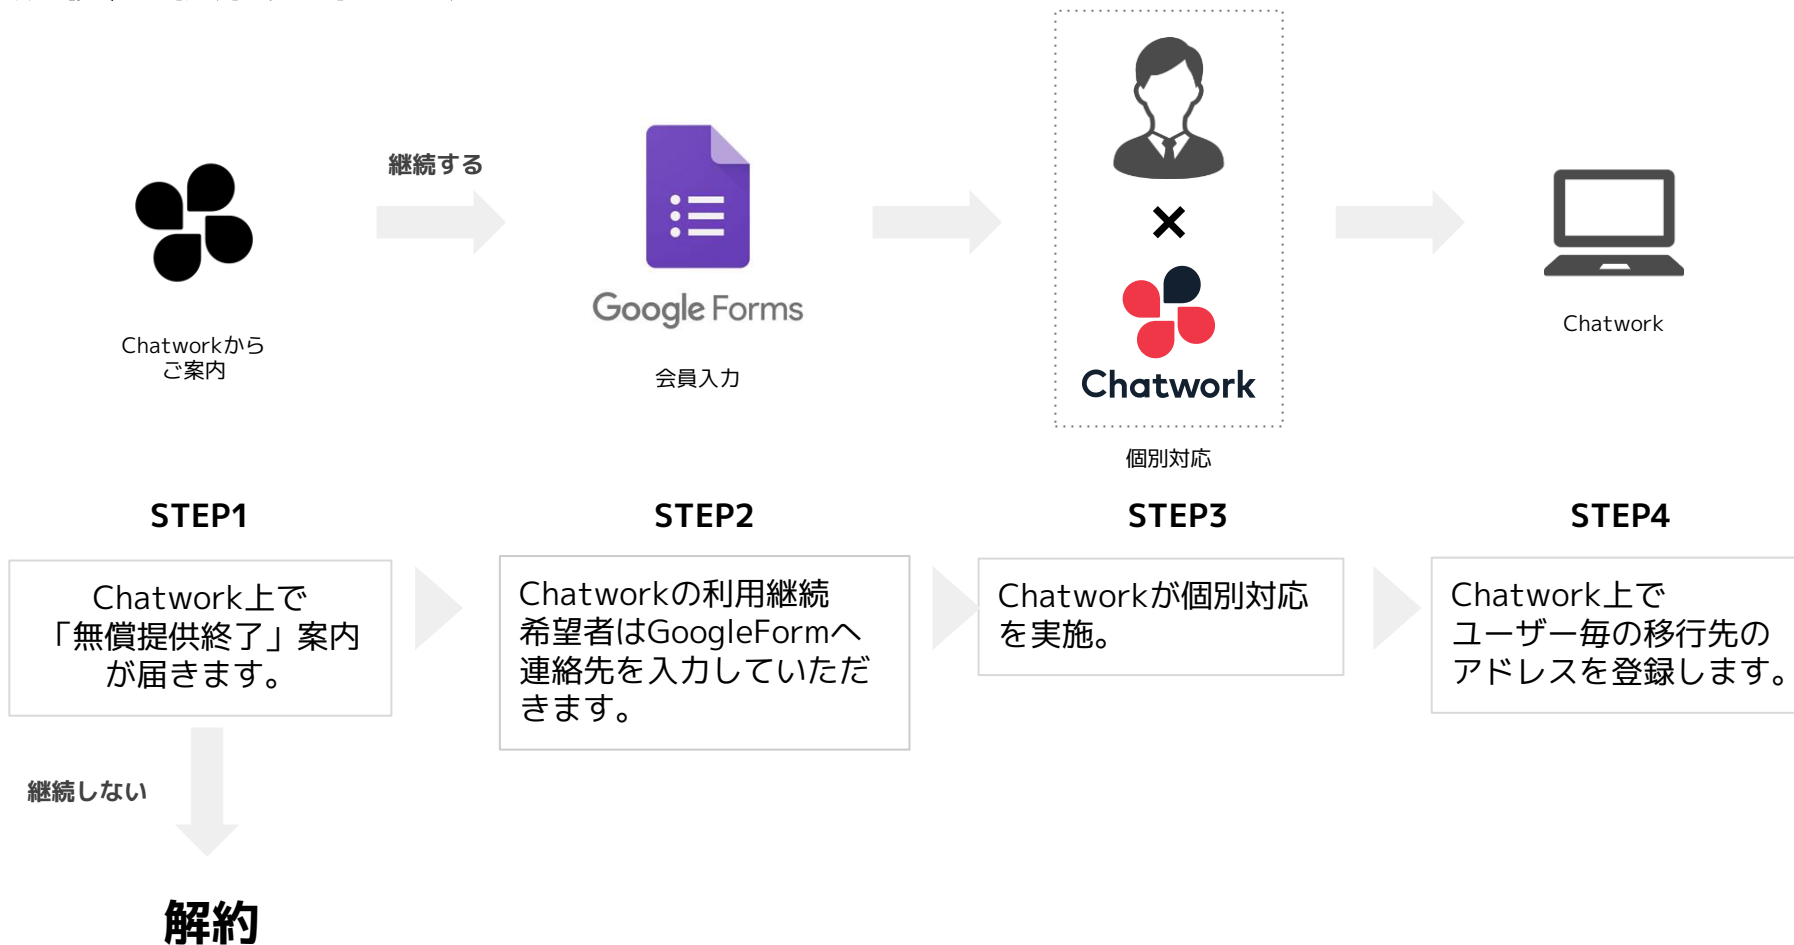 継続する
Chatworkから
ご案内
Google Forms
会員入力
×
Chatwork
個別対応
Chatwork
STEP1
STEP2
STEP3
STEP4
Chatwork上で
「無償提供終了」案内
が届きます。
Chatworkの利用継続
希望者はGoogleFormへ
連絡先を入力していただ
きます。
Chatworkが個別対応
を実施。
Chatwork上で
ユーザー毎の移行先の
アドレスを登録します。
継続しない
解約